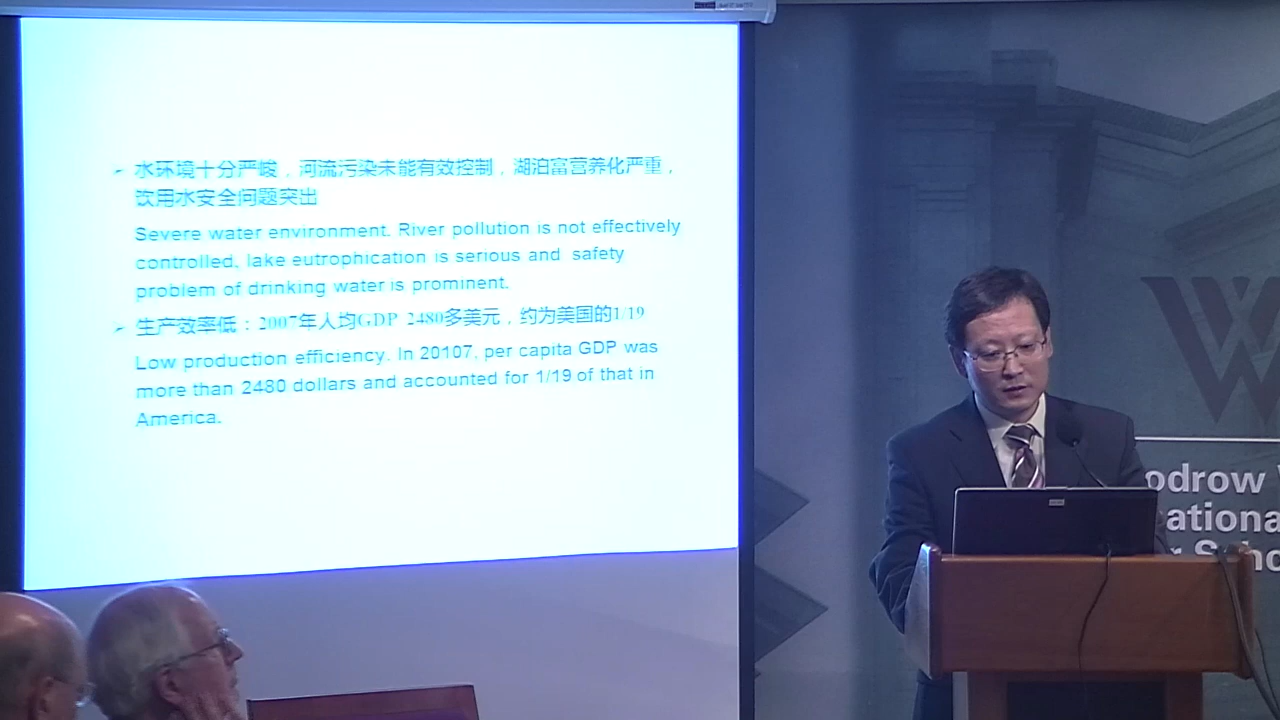 水环境十分严峻，河流污染未能有效控制，湖泊富营养化严重，
饮用水安全问题突出
Severe water environment. River pollution is not effectively
controlled, lake eutrophication is serious and safety
problem of drinking water is prominent.
生产效率低：2007年人均GDP 2480多美元，约为美国的1/19
Low production efficiency. In 20107, per capita GDP was
more than 2480 dollars and accounted for 1/19 of that in
America.
W
odrow
ationa